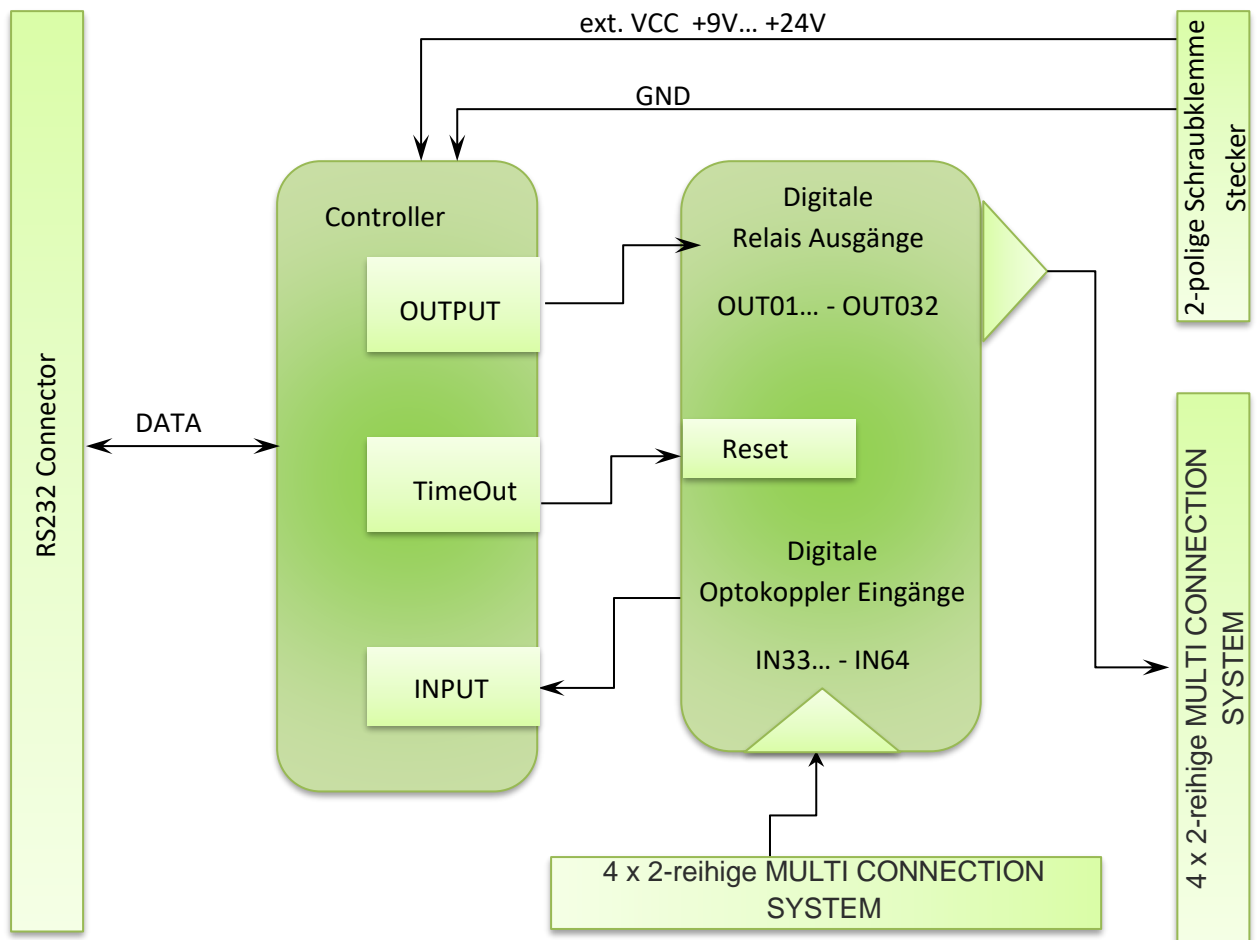 ext. VCC +9V... +24V
GND
2-polige Schraubklemme
Stecker
Controller
OUTPUT
TimeOut
INPUT
Digitale
Relais Ausgänge
OUT01... - OUT032
Reset
Digitale
Optokoppler Eingänge
IN33... - IN64
RS232 Connector
DATA
4 x 2-reihige MULTI CONNECTION
SYSTEM
4 x 2-reihige MULTI CONNECTION
SYSTEM